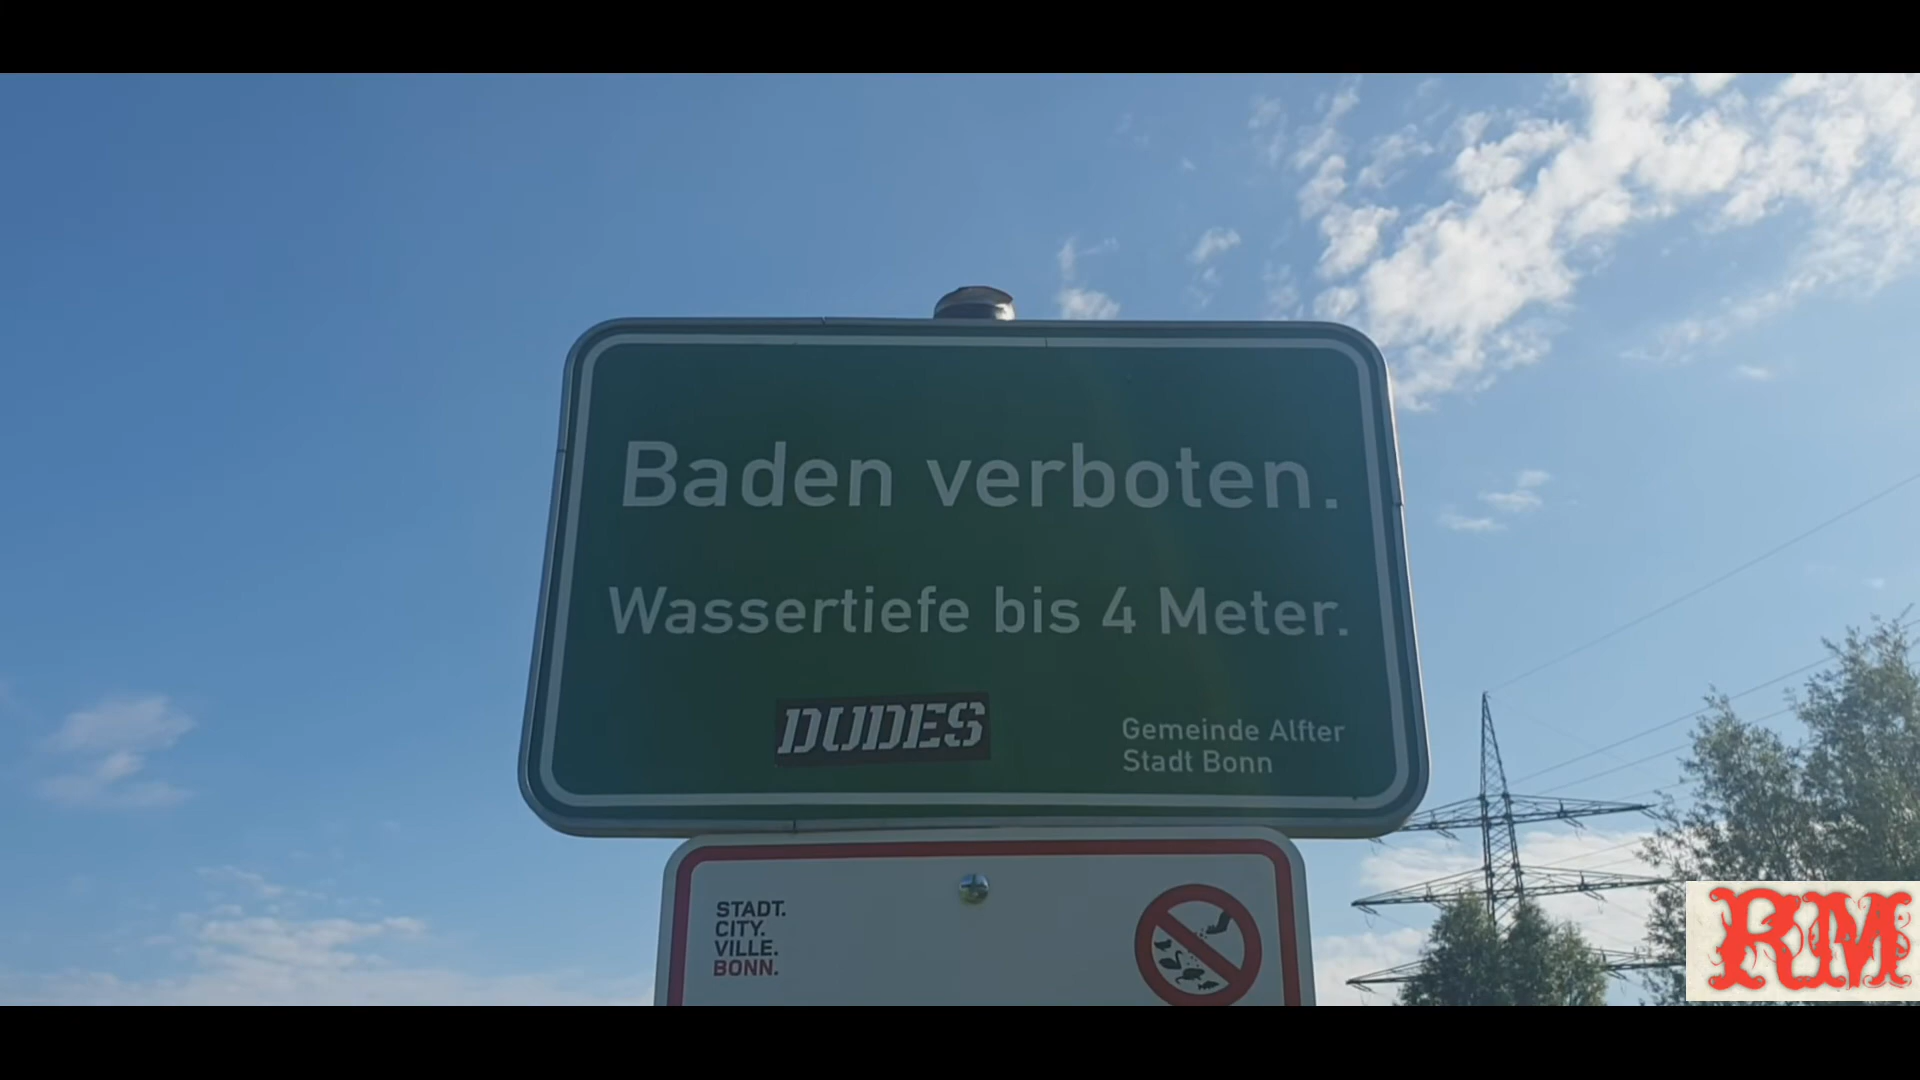 Baden verboten.
Wassertiefe bis 4 Meter.
DUDES
Gemeinde Alfter
Stadt Bonn
STADT.
CITY.
VILLE.
BONN.
RM